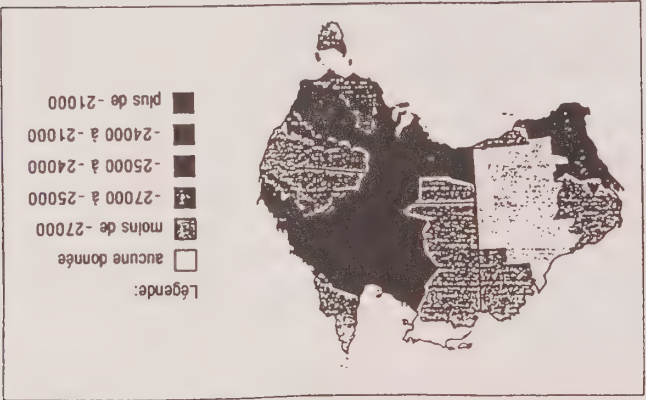 Légende:
aucune donnée
moins de -27000
-27000 à -25000
-25000 à -24000
-24000 à -21000
plus de -21000